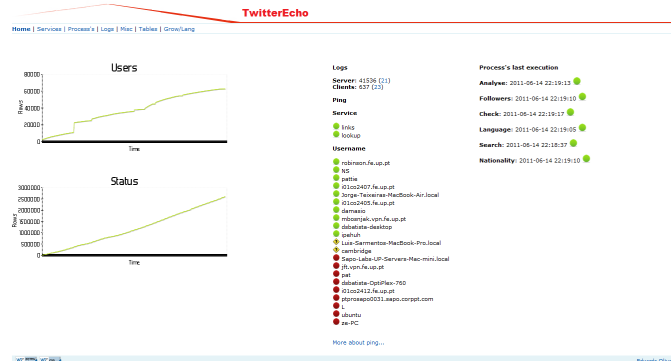 TwitterEcho
Home | Services | Process's | Logs | Misc | Tables | Grow/Lang
Users
80000
60000
40000
20000
0
Rows
Time
Status
3000000
2500000
2000000
1500000
1000000
500000
0
Rows
Time
Logs
Server: 41536 (21)
Clients: 637 (23)
Ping
Service
links
lookup
Username
robinson.fe.up.pt
NS
pattie
i01co2407.fe.up.pt
Jorge-Teixeiras-MacBook-Air.local
i01co2405.fe.up.pt
damasio
mbosnjak.vpn.fe.up.pt
debatista-desktop
ipehuh
Luis-Sarmentos-MacBook-Pro.local
cambridge
Sapo-Labs-UP-Servers-Mac-mini.local
jft.vpn.fe.up.pt
pat
debatista-OptiPlex-760
i01co2412.fe.up.pt
ptprosapo0031.sapo.corppt.com
L
ubuntu
ze-PC
More about ping...
Process's last execution
Analyse: 2011-06-14 22:19:13
Followers: 2011-06-14 22:19:10
Check: 2011-06-14 22:19:17
Language: 2011-06-14 22:19:05
Search: 2011-06-14 22:18:37
Nationality: 2011-06-14 22:19:10